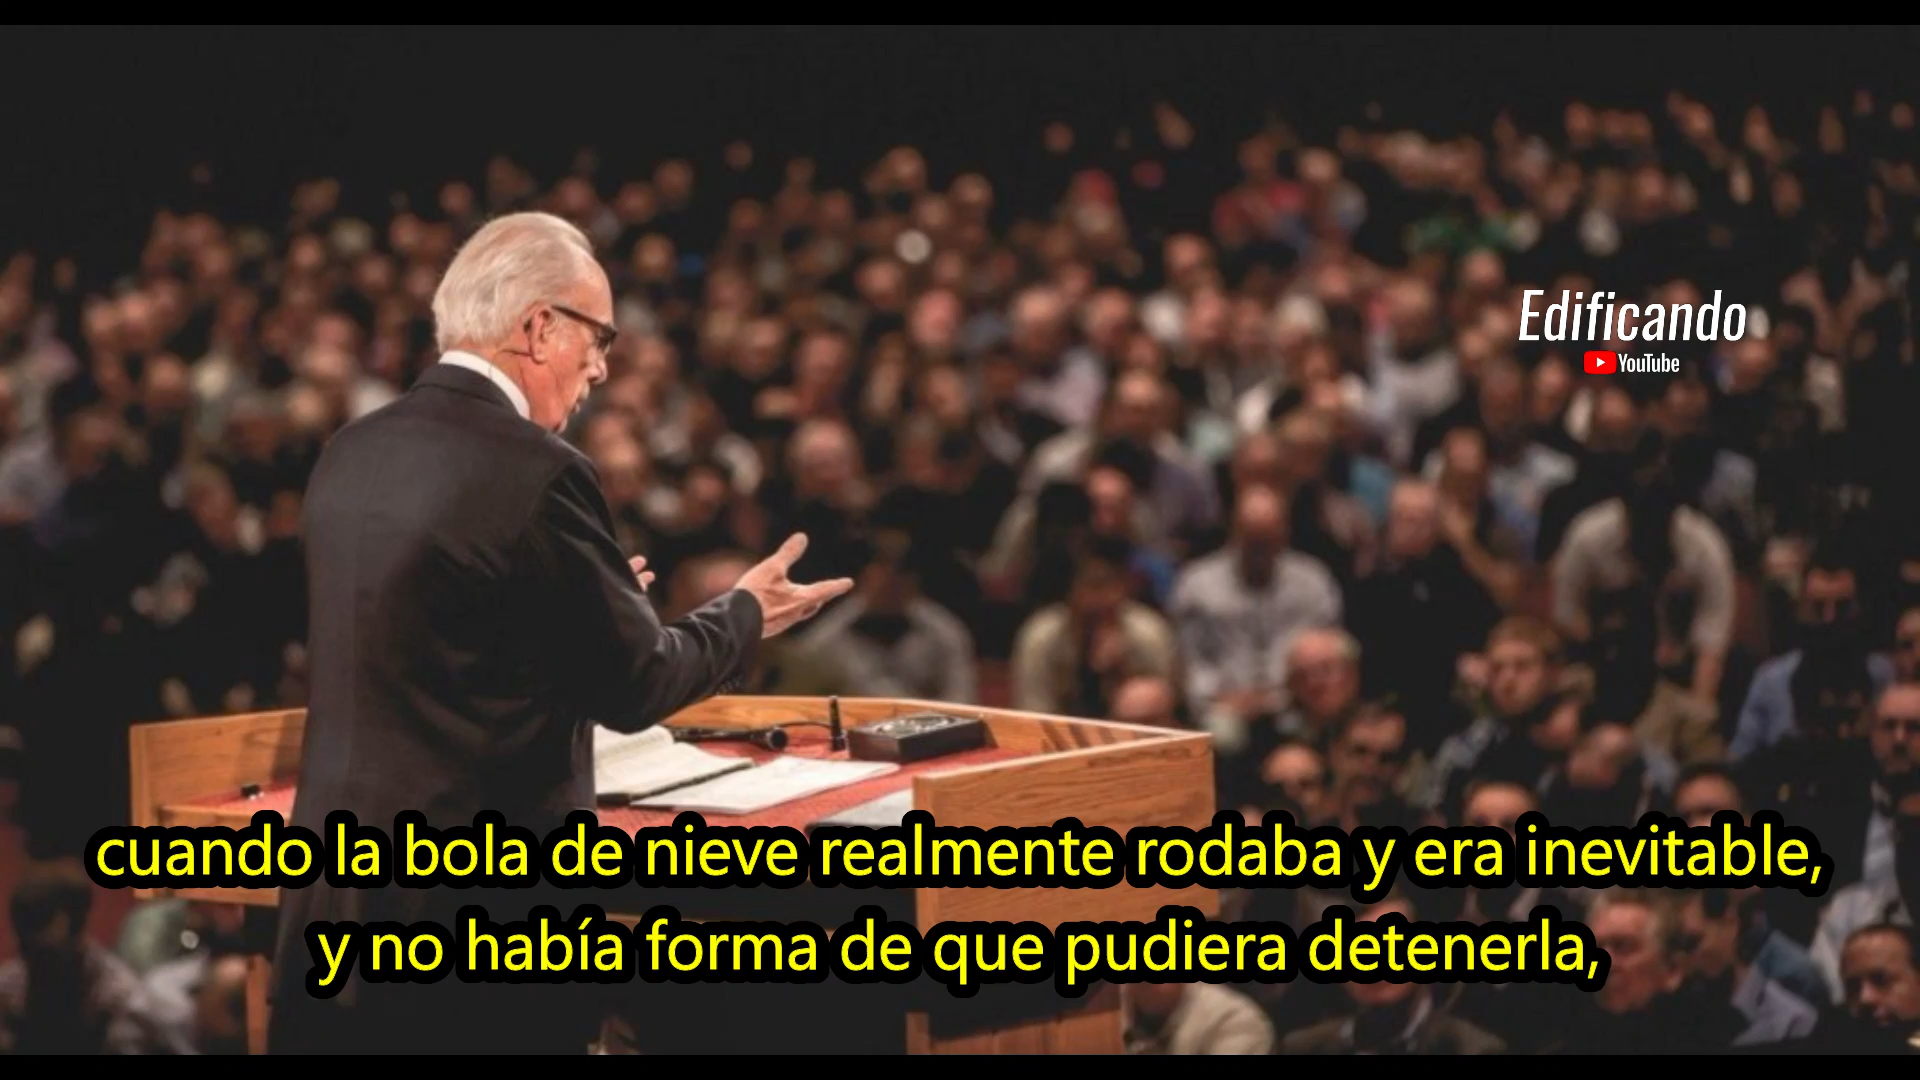 Edificando
YouTube
cuando la bola de nieve realmente rodaba y era inevitable,
y no había forma de que pudiera detenerla,